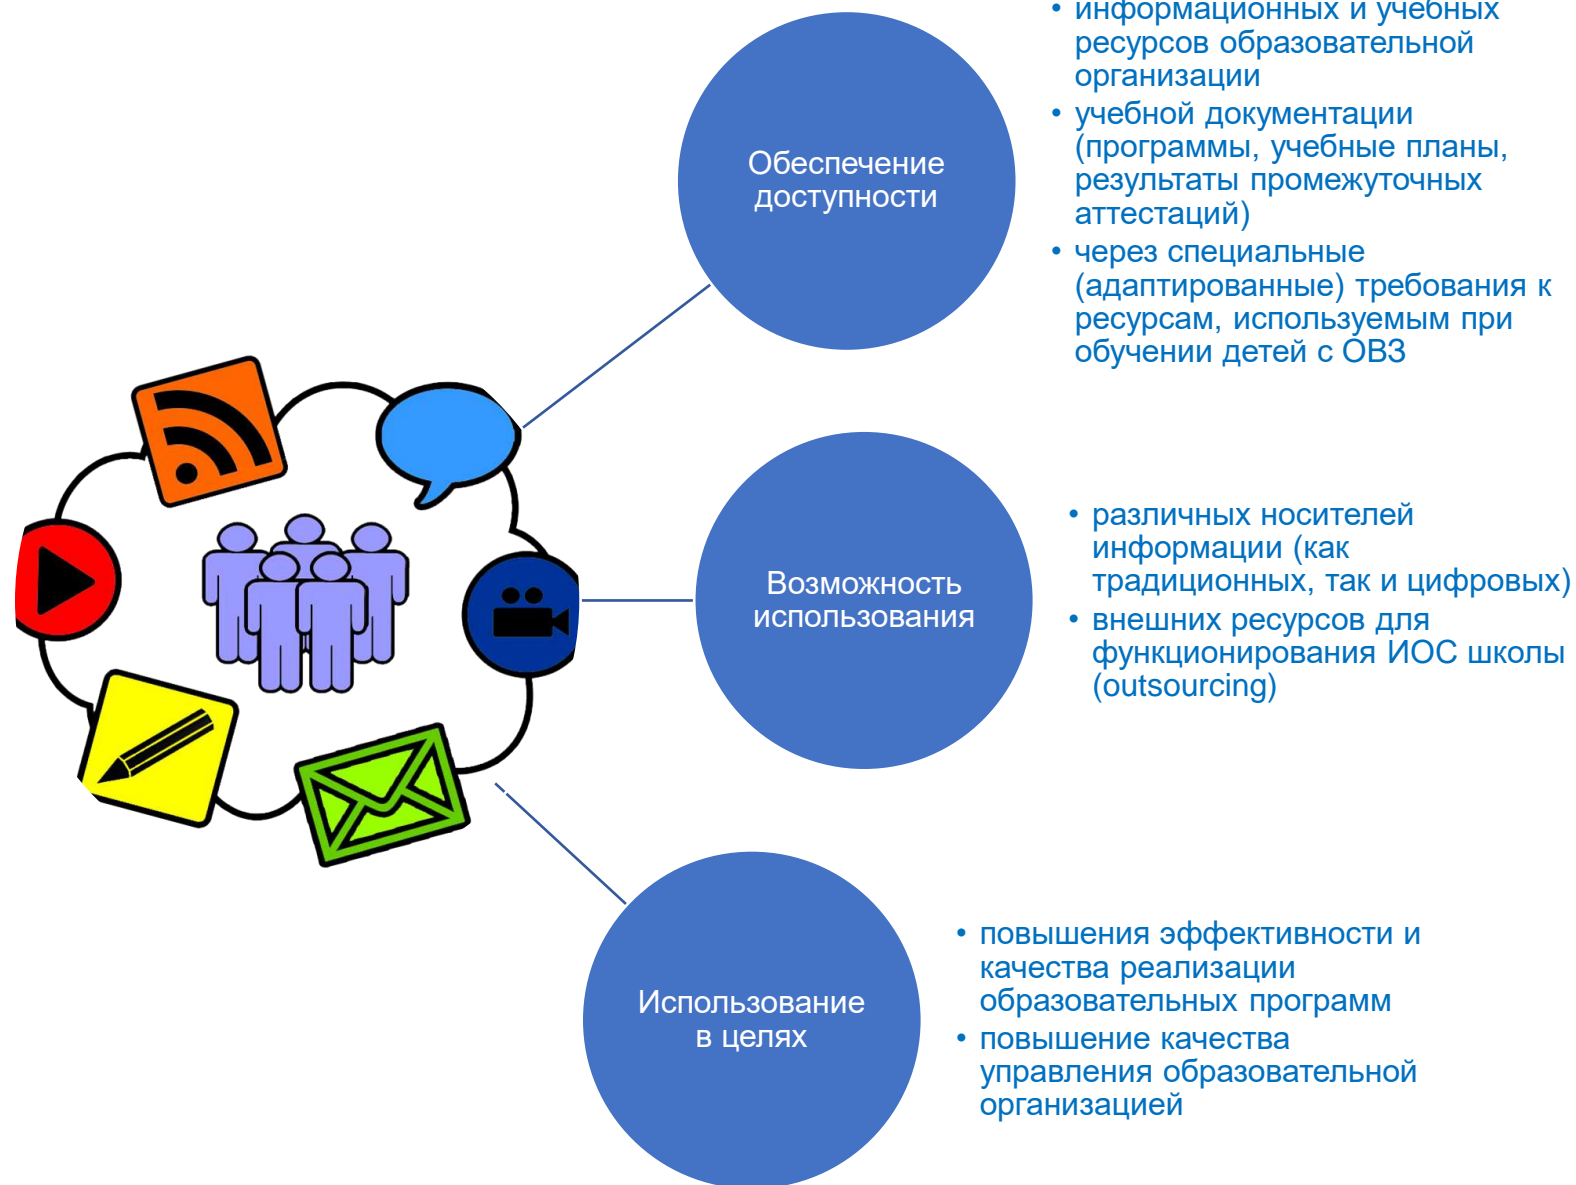 • информационных и учебных
ресурсов образовательной
организации
Обеспечение
доступности
• учебной документации
(программы, учебные планы,
результаты промежуточных
аттестаций)
• через специальные
(адаптированные) требования к
ресурсам, используемым при
обучении детей с ОВЗ
Возможность
использования
• различных носителей
информации (как
традиционных, так и цифровых)
• внешних ресурсов для
функционирования ИОС школы
(outsourcing)
Использование
в целях
• повышения эффективности и
качества реализации
образовательных программ
• повышение качества
управления образовательной
организацией